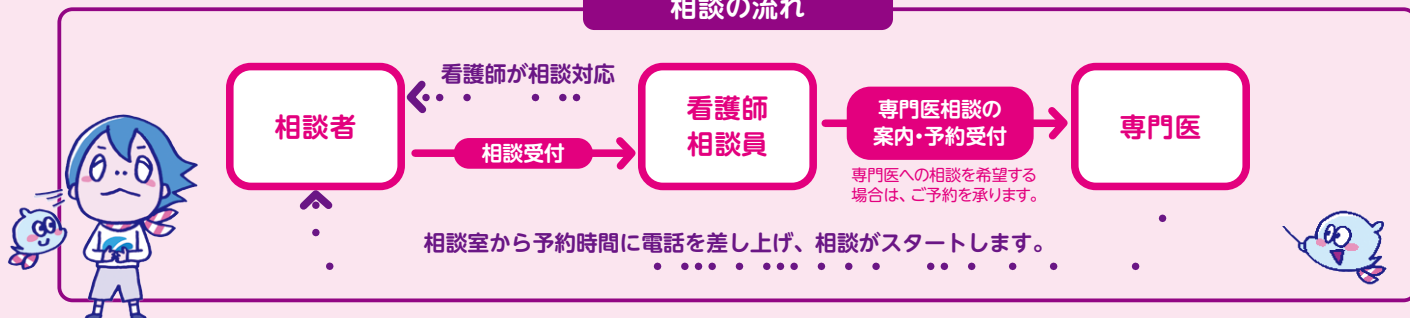 相談の流れ
看護師が相談対応
相談者
相談受付
看護師
相談員
専門医相談の
案内・予約受付
専門医への相談を希望する
場合は、ご予約を承ります。
専門医
相談室から予約時間に電話を差し上げ、相談がスタートします。